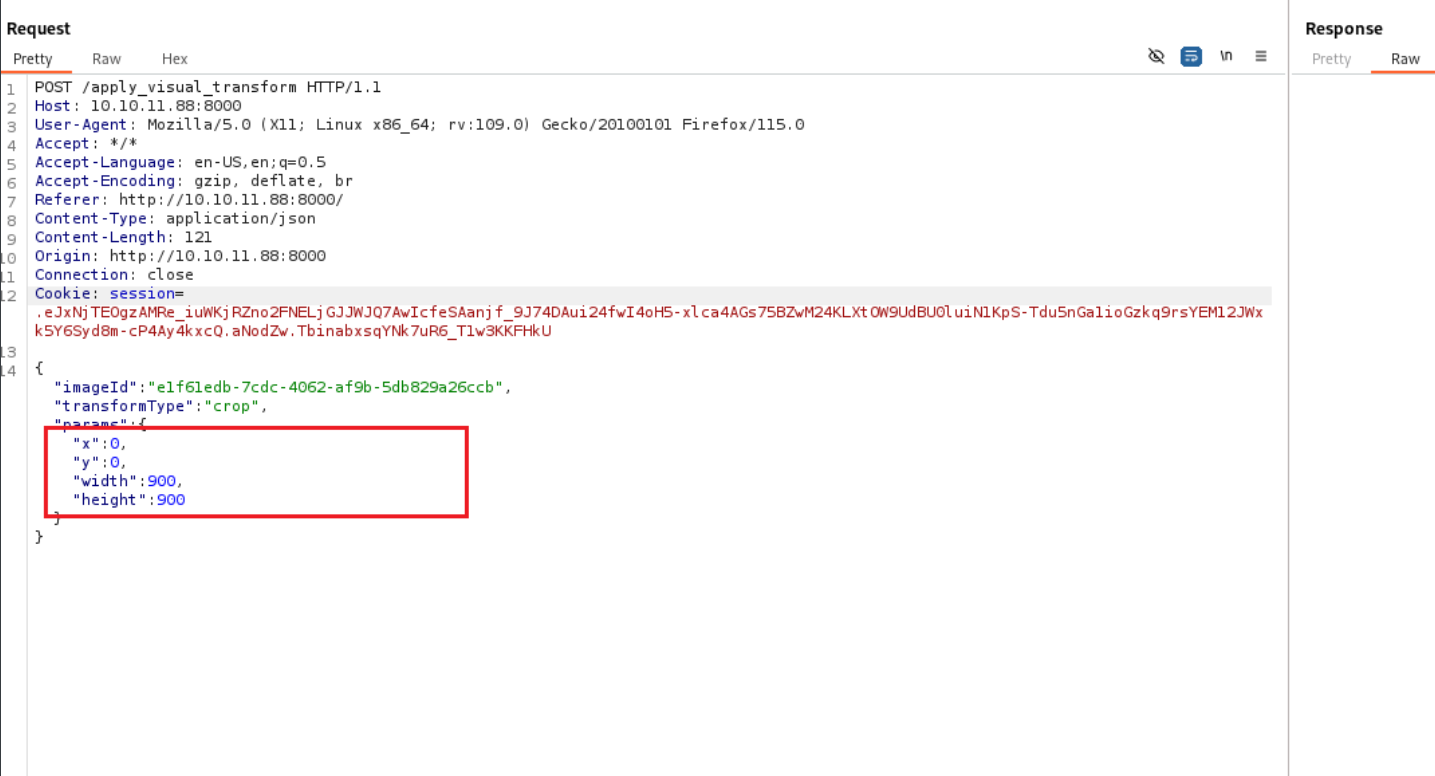 Request
Response
Pretty Raw Hex
\n
Pretty Raw
1 POST /apply_visual_transform HTTP/1.1
2 Host: 10.10.11.88:8000
3 User-Agent: Mozilla/5.0 (X11; Linux x86_64; rv:109.0) Gecko/20100101 Firefox/115.0
4 Accept: */*
5 Accept-Language: en-US,en;q=0.5
6 Accept-Encoding: gzip, deflate, br
7 Referer: http://10.10.11.88:8000/
8 Content-Type: application/json
9 Content-Length: 121
10 Origin: http://10.10.11.88:8000
11 Connection: close
12 Cookie: session=
.eJxNjTEOgzAMRe_iuWKjRZno2FNELjGJJWJQ7AwIcfeSAanjf_9J74DAui24fwI4oH5-xlca4AGs75BZwM24KLXtOW9UdBU0luiN1KpS-Tdu5nGa1ioGzkq9rsYEM12JWx
k5Y6Syd8m-cP4Ay4kxcQ.aNodZw.TbinabxsqYNk7uR6_T1w3KKFHkU
13
14 {
"imageId":"e1f61edb-7cdc-4062-af9b-5db829a26ccb",
"transformType":"crop",
"params":{
"x":0,
"y":0,
"width":900,
"height":900
}
}